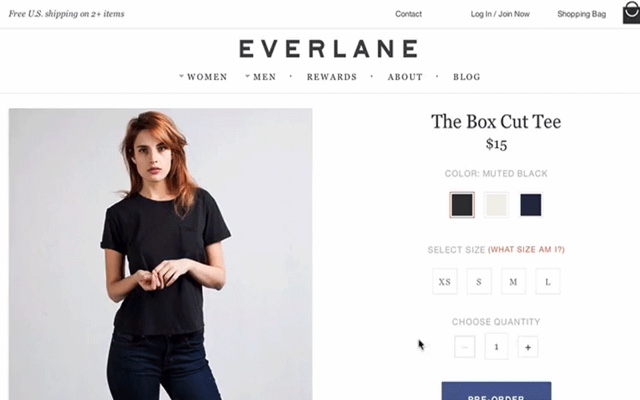 Free U.S. shipping on 2+ items
Contact
Log In / Join Now
Shopping Bag
EVERLANE
WOMEN
MEN
REWARDS
ABOUT
BLOG
The Box Cut Tee
$15
COLOR: MUTED BLACK
SELECT SIZE (WHAT SIZE AM I?)
XS S M L
CHOOSE QUANTITY
- 1 +
PRE-ORDER